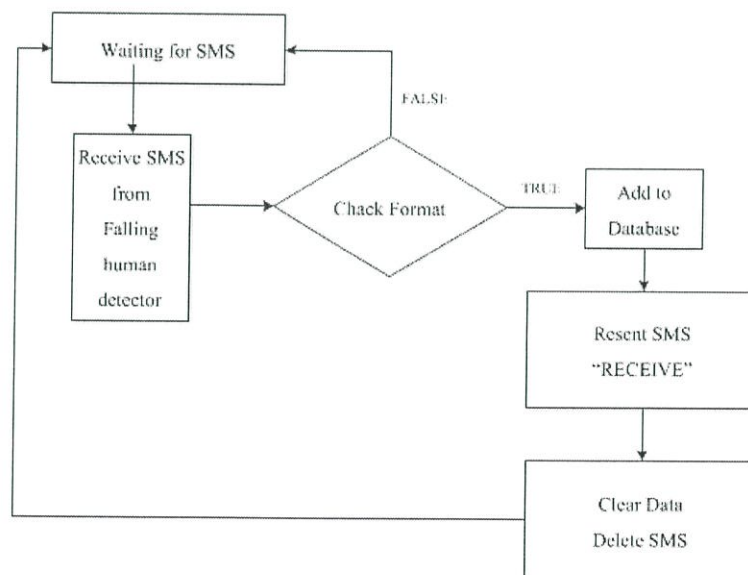 Waiting for SMS
FALSE
Receive SMS
from
Falling
human
detector
Chack Format
TRUE
Add to
Database
Resent SMS
“RECEIVE”
Clear Data
Delete SMS